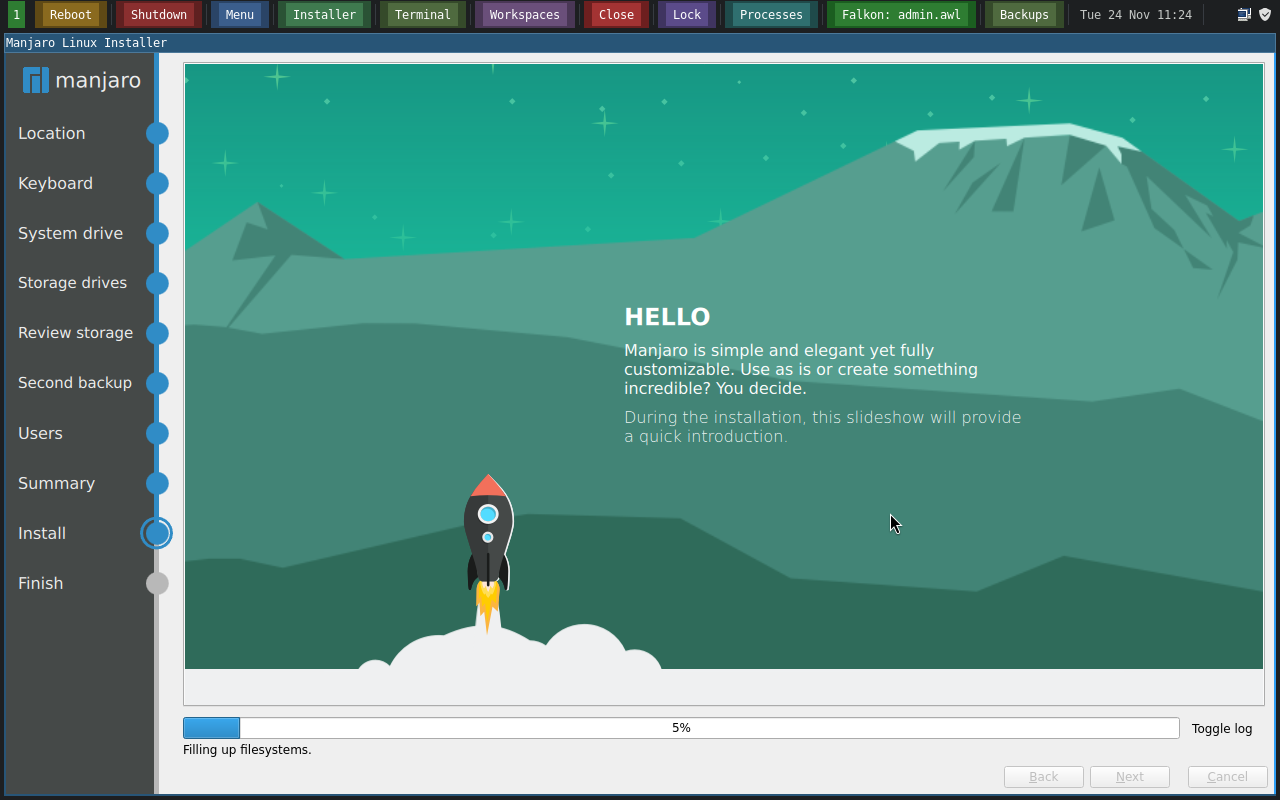 1 Reboot Shutdown Menu Installer Terminal Workspaces Close Lock Processes Falkon: admin.awl Backups Tue 24 Nov 11:24
Manjaro Linux Installer
manjaro
Location
Keyboard
System drive
Storage drives
Review storage
Second backup
Users
Summary
Install
Finish
HELLO
Manjaro is simple and elegant yet fully
customizable. Use as is or create something
incredible? You decide.
During the installation, this slideshow will provide
a quick introduction.
5%
Toggle log
Filling up filesystems.
Back Next Cancel